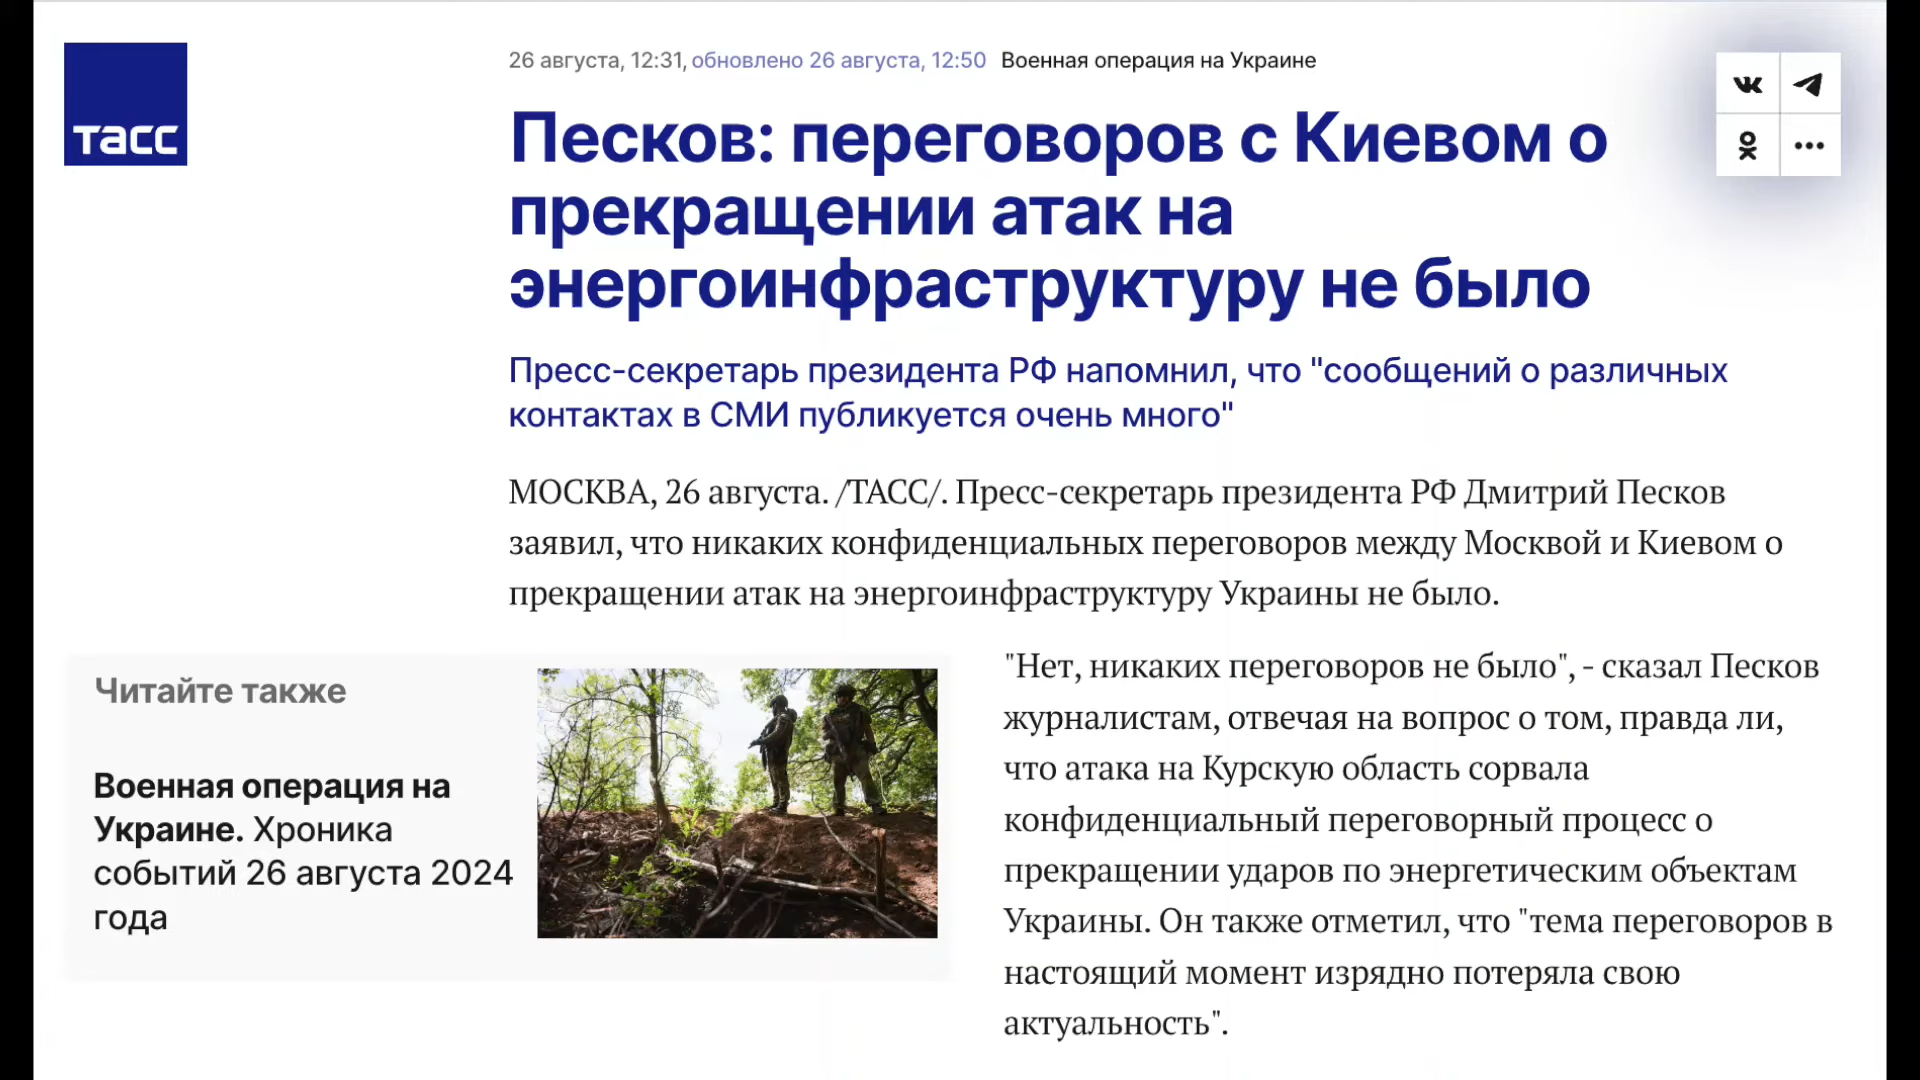 ТАСС
26 августа, 12:31, обновлено 26 августа, 12:50 Военная операция на Украине
Песков: переговоров с Киевом о
прекращении атак на
энергоинфраструктуру не было
Пресс-секретарь президента РФ напомнил, что "сообщений о различных
контактах в СМИ публикуется очень много"
МОСКВА, 26 августа. /ТАСС/. Пресс-секретарь президента РФ Дмитрий Песков
заявил, что никаких конфиденциальных переговоров между Москвой и Киевом о
прекращении атак на энергоинфраструктуру Украины не было.
Читайте также
Военная операция на
Украине. Хроника
событий 26 августа 2024
года
"Нет, никаких переговоров не было", - сказал Песков
журналистам, отвечая на вопрос о том, правда ли,
что атака на Курскую область сорвала
конфиденциальный переговорный процесс о
прекращении ударов по энергетическим объектам
Украины. Он также отметил, что "тема переговоров в
настоящий момент изрядно потеряла свою
актуальность".